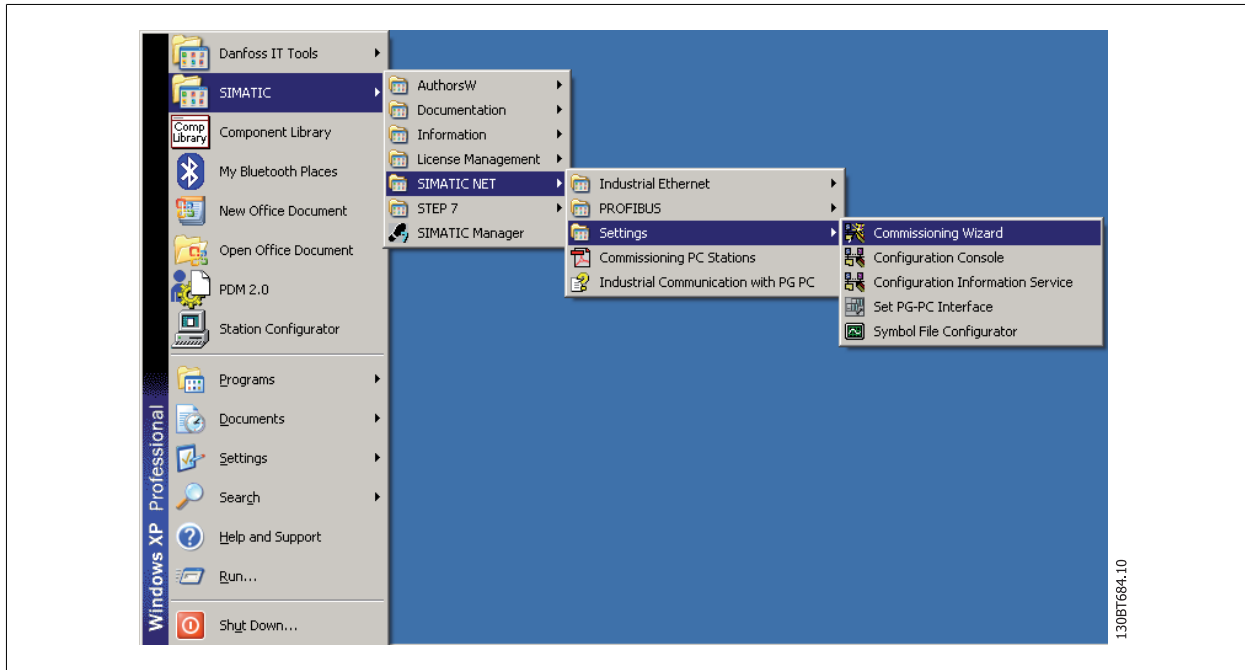 Danfoss IT Tools
SIMATIC
Comp Library
Component Library
My Bluetooth Places
New Office Document
Open Office Document
PDM 2.0
Station Configurator
Programs
Documents
Settings
Search
Help and Support
Run...
Shut Down...
Windows XP Professional
AuthorsW
Documentation
Information
License Management
SIMATIC NET
STEP 7
SIMATIC Manager
Industrial Ethernet
PROFIBUS
Settings
Commissioning PC Stations
Industrial Communication with PG PC
Commissioning Wizard
Configuration Console
Configuration Information Service
Set PG-PC Interface
Symbol File Configurator
130BT684.10